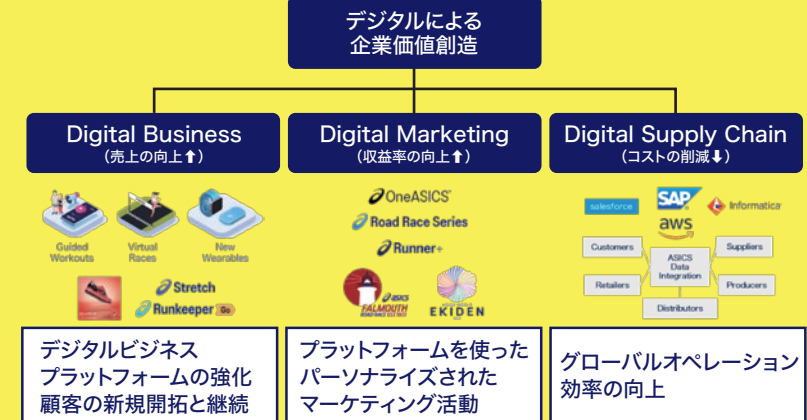 デジタルによる
企業価値創造
Digital Business
（売上の向上⬆）
Digital Marketing
（収益率の向上⬆）
Digital Supply Chain
（コストの削減⬇）
Guided
Workouts
Virtual
Races
New
Wearables
Stretch
Runkeeper Go
OneASICS
Road Race Series
Runner+
asics
FALMOUTH
EKIDEN
salesforce
SAP
Informatica
aws
Customers
Suppliers
ASICS
Data
Integration
Retailers
Producers
Distributors
デジタルビジネス
プラットフォームの強化
顧客の新規開拓と継続
プラットフォームを使った
パーソナライズされた
マーケティング活動
グローバルオペレーション
効率の向上